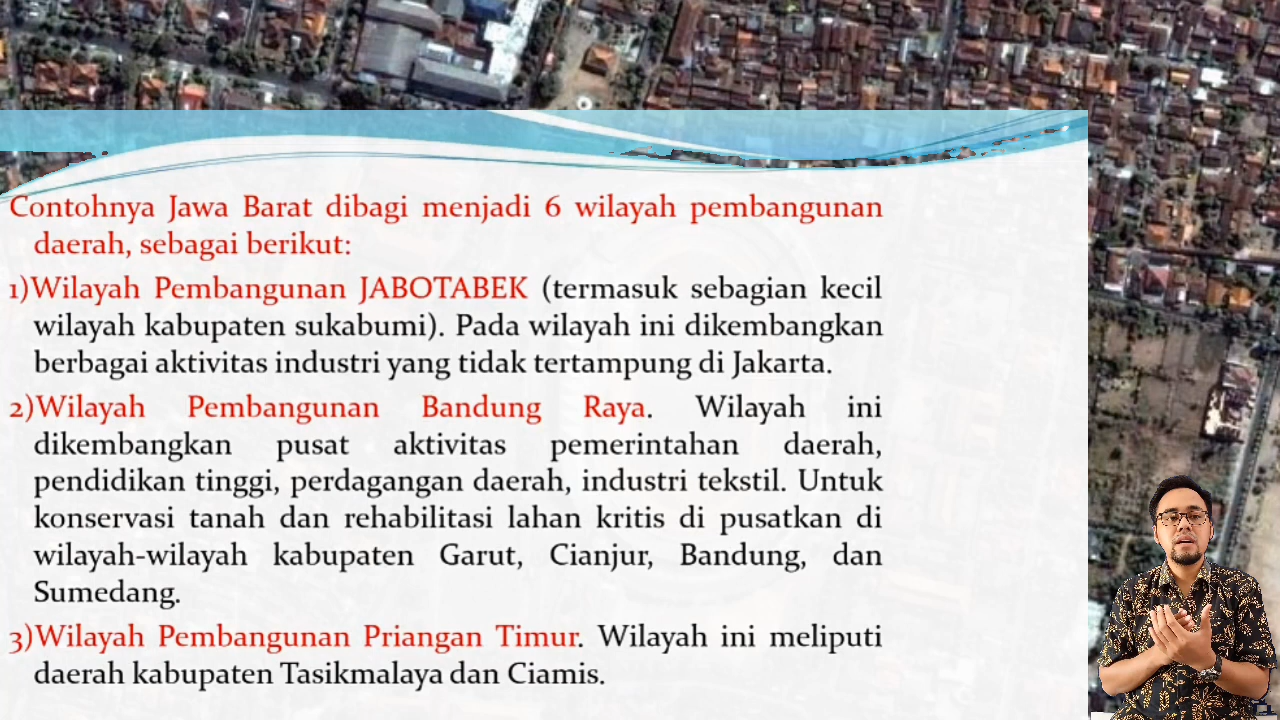 Contohnya Jawa Barat dibagi menjadi 6 wilayah pembangunan
daerah, sebagai berikut:
1)Wilayah Pembangunan JABOTABEK (termasuk sebagian kecil
wilayah kabupaten sukabumi). Pada wilayah ini dikembangkan
berbagai aktivitas industri yang tidak tertampung di Jakarta.
2)Wilayah Pembangunan Bandung Raya. Wilayah ini
dikembangkan pusat aktivitas pemerintahan daerah,
pendidikan tinggi, perdagangan daerah, industri tekstil. Untuk
konservasi tanah dan rehabilitasi lahan kritis di pusatkan di
wilayah-wilayah kabupaten Garut, Cianjur, Bandung, dan
Sumedang.
3)Wilayah Pembangunan Priangan Timur. Wilayah ini meliputi
daerah kabupaten Tasikmalaya dan Ciamis.